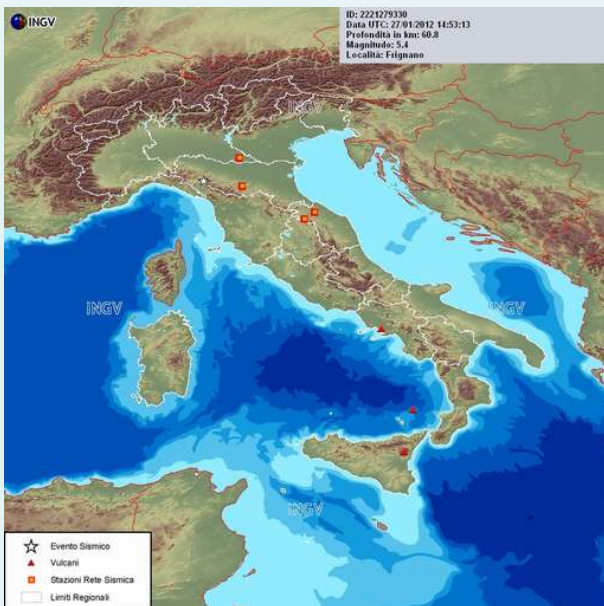 INGV
ID: 2221279330
Data UTC: 27/01/2012 14:53:13
Profondità in km: 60.8
Magnitudo: 5.4
Località: Frignano
INGV
INGV
INGV
INGV
Evento Sismico
Vulcani
Stazioni Rete Sismica
Limiti Regionali